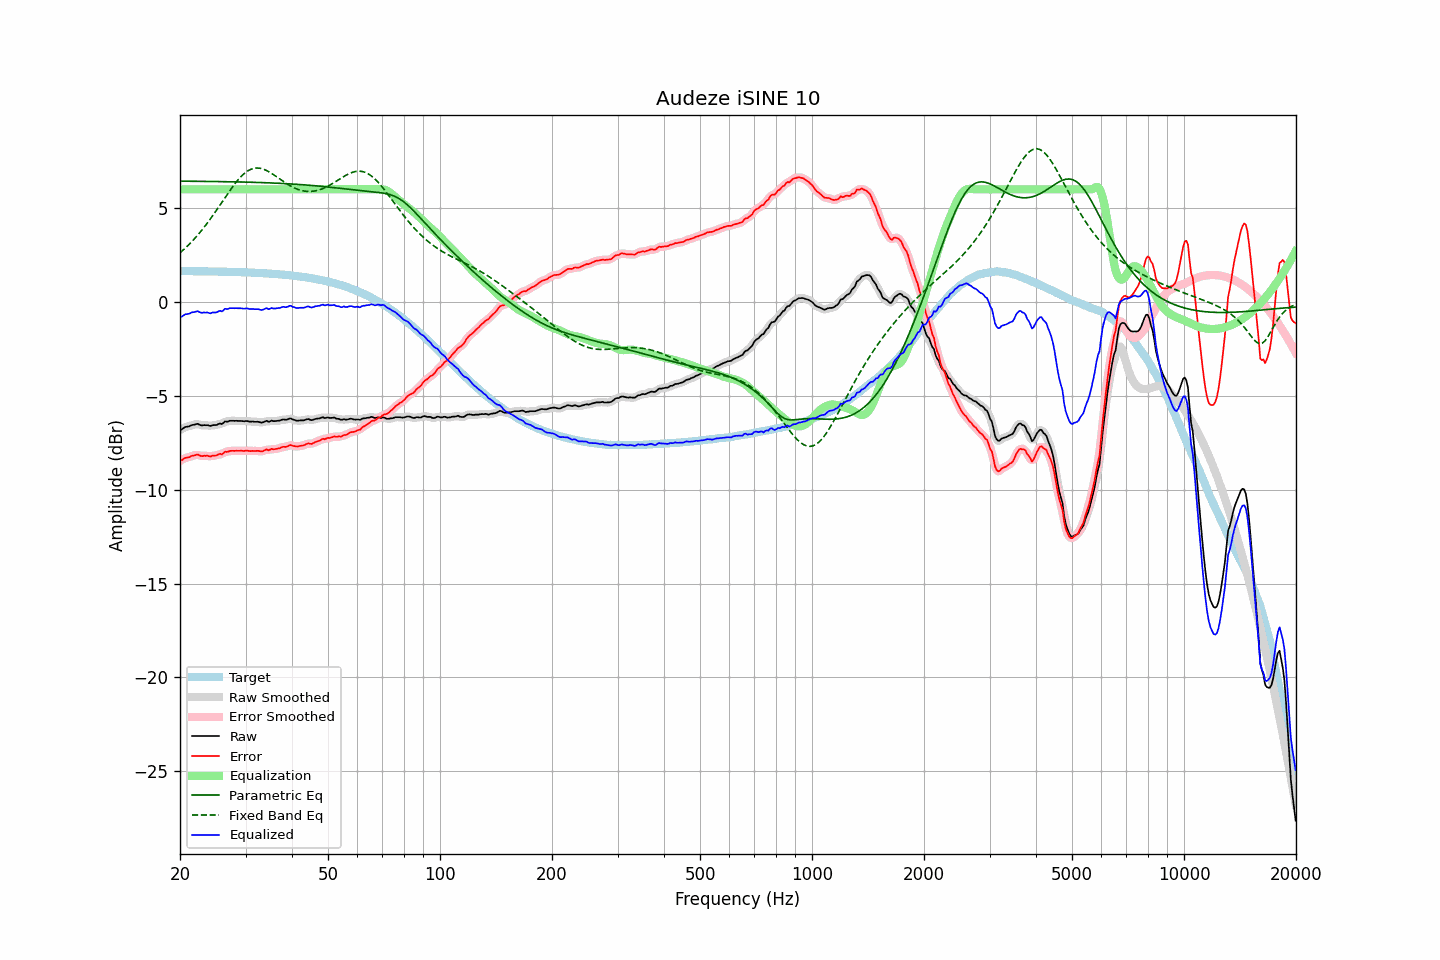 Audeze iSINE 10
Amplitude (dBr)
5
0
−5
−10
−15
−20
−25
Target
Raw Smoothed
Error Smoothed
Raw
Error
Equalization
Parametric Eq
Fixed Band Eq
Equalized
20 50 100 200 500 1000 2000 5000 10000 20000
Frequency (Hz)